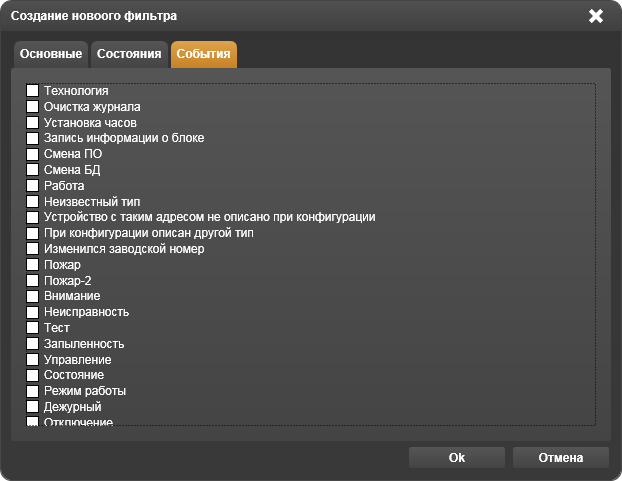 Создание новоого фильтра
Основные Состояния События
Технология
Очистка журнала
Установка часов
Запись информации о блоке
Смена ПО
Смена БД
Работа
Неизвестный тип
Устройство с таким адресом не описано при конфигурации
При конфигурации описан другой тип
Изменился заводской номер
Пожар
Пожар-2
Внимание
Неисправность
Тест
Запыленность
Управление
Состояние
Режим работы
Дежурный
Отключение
Ok Отмена